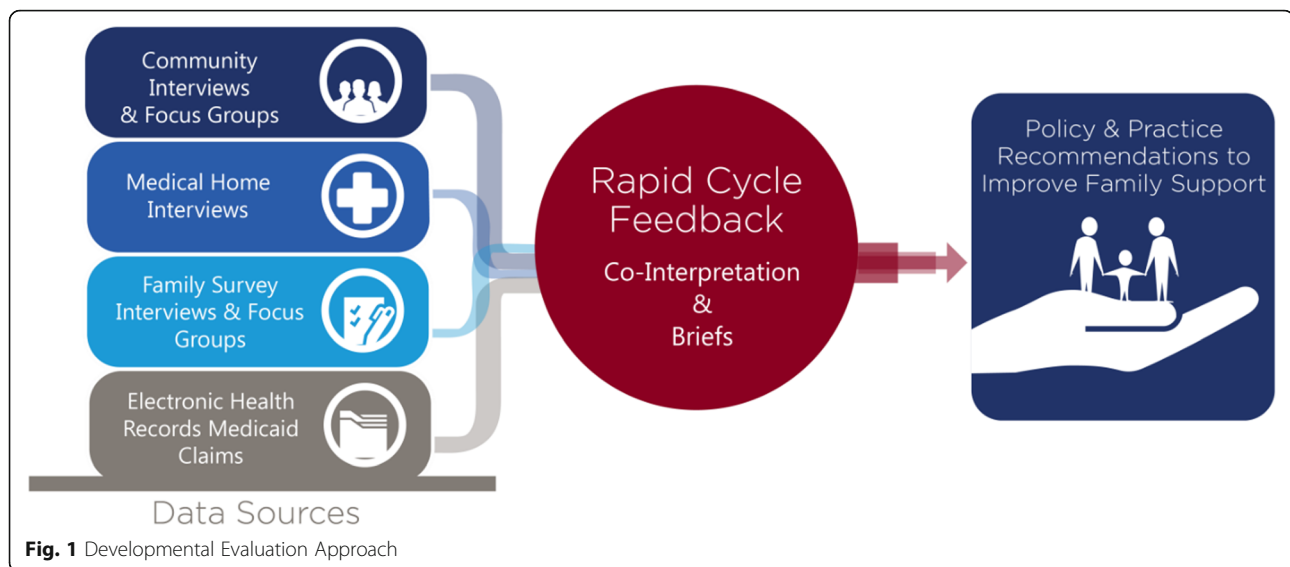 Community
Interviews
& Focus Groups
Medical Home
Interviews
Family Survey
Interviews & Focus
Groups
Electronic Health
Records Medicaid
Claims
Data Sources
Rapid Cycle
Feedback
Co-Interpretation
&
Briefs
Policy & Practice
Recommendations to
Improve Family Support
Fig. 1 Developmental Evaluation Approach